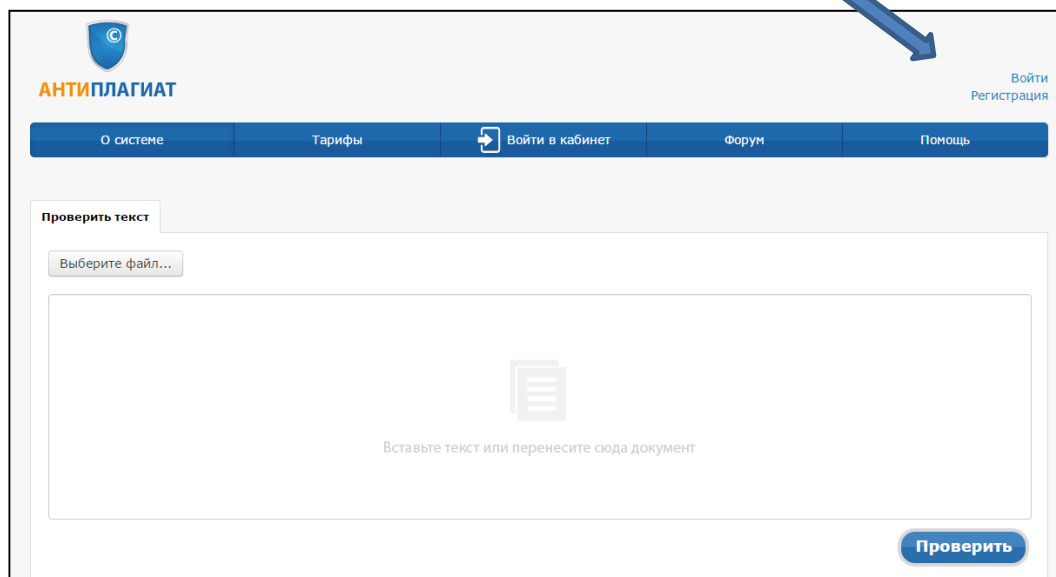 ©
АНТИПЛАГИАТ
Войти
Регистрация
О системе
Тарифы
Войти в кабинет
Форум
Помощь
Проверить текст
Выберите файл...
Вставьте текст или перенесите сюда документ
Проверить